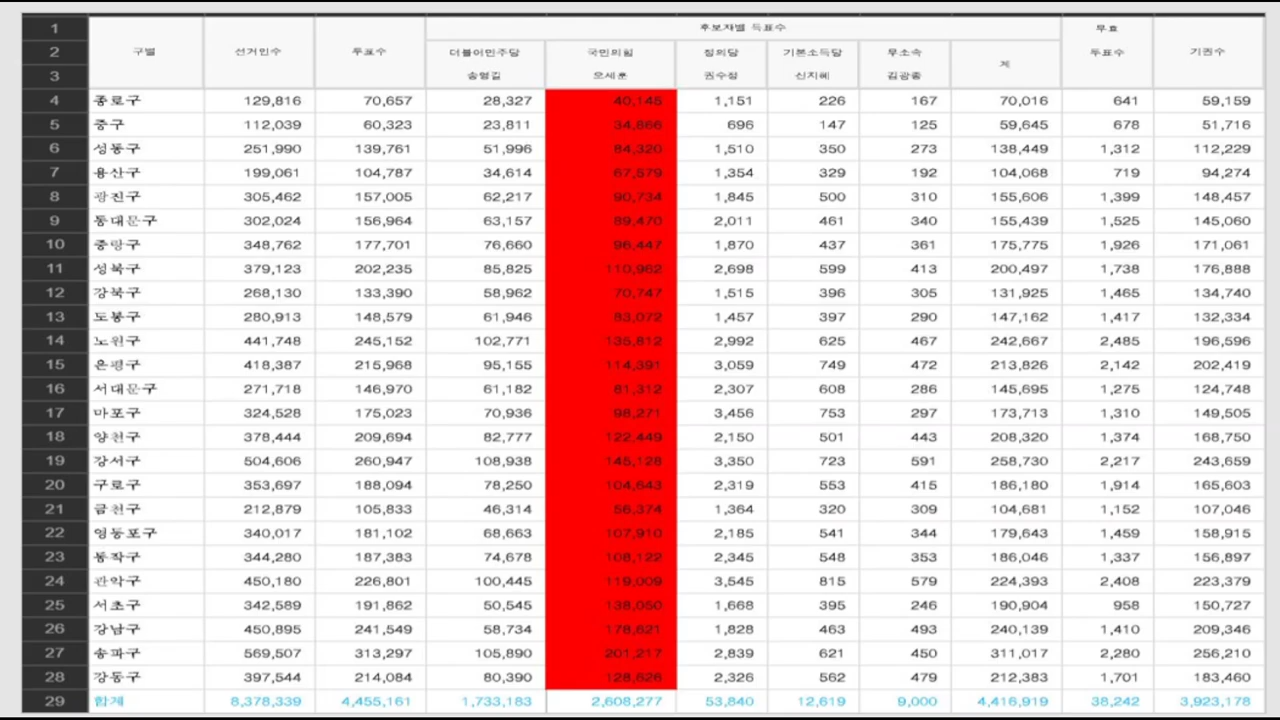 1 후보자별 득표수 무효
2 구별 선거인수 투표수 더불어민주당 국민의힘 정의당 기본소득당 무소속 계 투표수 기권수
3 송영길 오세훈 권수정 신지혜 김광종
4 종로구 129,816 70,657 28,327 40,145 1,151 226 167 70,016 641 59,159
5 중구 112,039 60,323 23,811 34,866 696 147 125 59,645 678 51,716
6 성동구 251,990 139,761 51,996 84,320 1,510 350 273 138,449 1,312 112,229
7 용산구 199,061 104,787 34,614 67,579 1,354 329 192 104,068 719 94,274
8 광진구 305,462 157,005 62,217 90,734 1,845 500 310 155,606 1,399 148,457
9 동대문구 302,024 156,964 63,157 89,470 2,011 461 340 155,439 1,525 145,060
10 중랑구 348,762 177,701 76,660 96,447 1,870 437 361 175,775 1,926 171,061
11 성북구 379,123 202,235 85,825 110,962 2,698 599 413 200,497 1,738 176,888
12 강북구 268,130 133,390 58,962 70,747 1,515 396 305 131,925 1,465 134,740
13 도봉구 280,913 148,579 61,946 83,072 1,457 397 290 147,162 1,417 132,334
14 노원구 441,748 245,152 102,771 135,812 2,992 625 467 242,667 2,485 196,596
15 은평구 418,387 215,968 95,155 114,391 3,059 749 472 213,826 2,142 202,419
16 서대문구 271,718 146,970 61,182 81,312 2,307 608 286 145,695 1,275 124,748
17 마포구 324,528 175,023 70,936 98,271 3,456 753 297 173,713 1,310 149,505
18 양천구 378,444 209,694 82,777 122,449 2,150 501 443 208,320 1,374 168,750
19 강서구 504,606 260,947 108,938 145,128 3,350 723 591 258,730 2,217 243,659
20 구로구 353,697 188,094 78,250 104,643 2,319 553 415 186,180 1,914 165,603
21 금천구 212,879 105,833 46,314 56,374 1,364 320 309 104,681 1,152 107,046
22 영등포구 340,017 181,102 68,663 107,910 2,185 541 344 179,643 1,459 158,915
23 동작구 344,280 187,383 74,678 108,122 2,345 548 353 186,046 1,337 156,897
24 관악구 450,180 226,801 100,445 119,009 3,545 815 579 224,393 2,408 223,379
25 서초구 342,589 191,862 50,545 138,050 1,668 395 246 190,904 958 150,727
26 강남구 450,895 241,549 58,734 178,621 1,828 463 493 240,139 1,410 209,346
27 송파구 569,507 313,297 105,890 201,217 2,839 621 450 311,017 2,280 256,210
28 강동구 397,544 214,084 80,390 128,626 2,326 562 479 212,383 1,701 183,460
29 합계 8,378,339 4,455,161 1,733,183 2,608,277 53,840 12,619 9,000 4,416,919 38,242 3,923,178